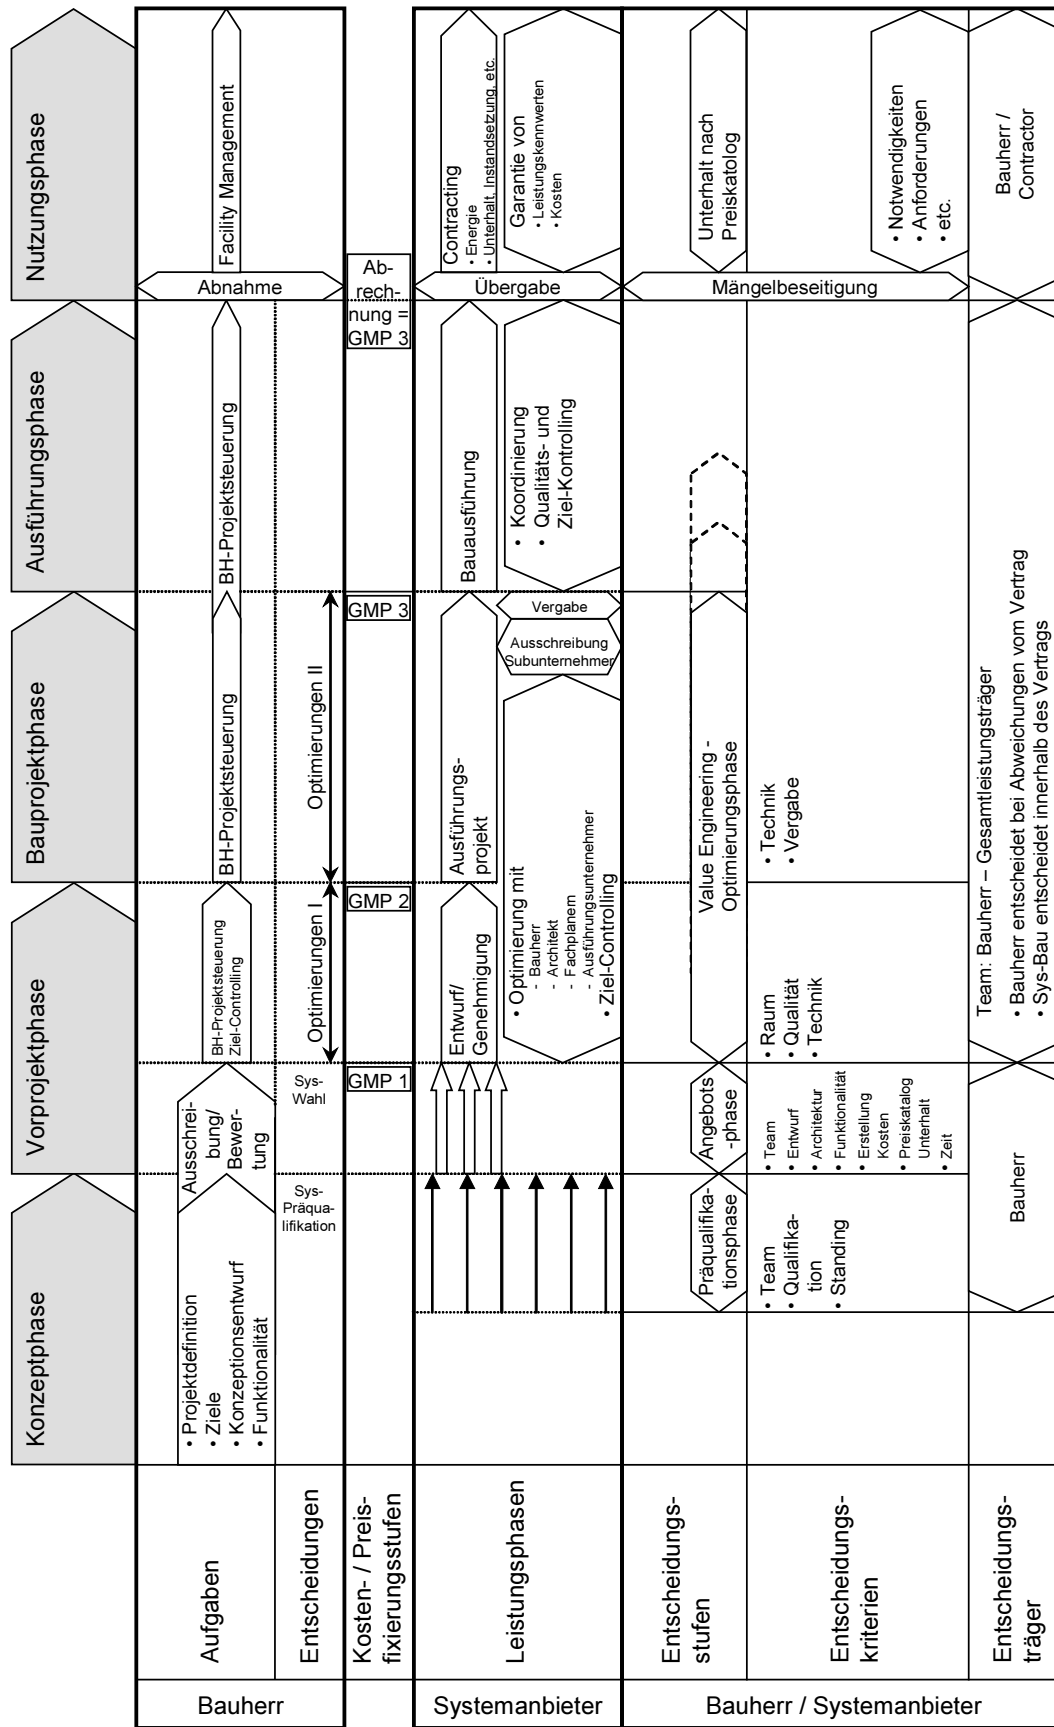 Konzeptphase
Vorprojektphase
Bauprojektphase
Ausführungsphase
Nutzungsphase
Bauherr
Aufgaben
• Projektdefinition
• Ziele
• Konzeptionsentwurf
• Funktionalität
Ausschrei-
bung/
Bewer-
tung
BH-Projektsteuerung
Ziel-Controlling
BH-Projektsteuerung
BH-Projektsteuerung
Abnahme
Facility Management
Entscheidungen
Sys-
Präqua-
lifikation
Sys-
Wahl
Optimierungen I
Optimierungen II
Kosten- / Preis-
fixierungsstufen
GMP 1
GMP 2
GMP 3
Ab-
rech-
nung =
GMP 3
Systemanbieter
Leistungsphasen
Entwurf/
Genehmigung
Ausführungs-
projekt
Bauausführung
Übergabe
Contracting
• Energie
• Unterhalt, Instandsetzung, etc.
• Optimierung mit
- Bauherr
- Architekt
- Fachplanern
- Ausführungsunternehmer
• Ziel-Controlling
Ausschreibung
Subunternehmer
Vergabe
• Koordinierung
• Qualitäts- und
Ziel-Kontrolling
Garantie von
• Leistungskennwerten
• Kosten
Bauherr / Systemanbieter
Entscheidungs-
stufen
Präqualifika-
tionsphase
Angebots
-phase
Value Engineering -
Optimierungsphase
Mängelbeseitigung
Unterhalt nach
Preiskatolog
Entscheidungs-
kriterien
• Team
• Qualifika-
tion
• Standing
• Team
• Entwurf
• Architektur
• Funktionalität
• Erstellung
Kosten
• Preiskatalog
Unterhalt
• Zeit
• Raum
• Qualität
• Technik
• Technik
• Vergabe
• Notwendigkeiten
• Anforderungen
• etc.
Entscheidungs-
träger
Bauherr
Team: Bauherr – Gesamtleistungsträger
• Bauherr entscheidet bei Abweichungen vom Vertrag
• Sys-Bau entscheidet innerhalb des Vertrags
Bauherr /
Contractor